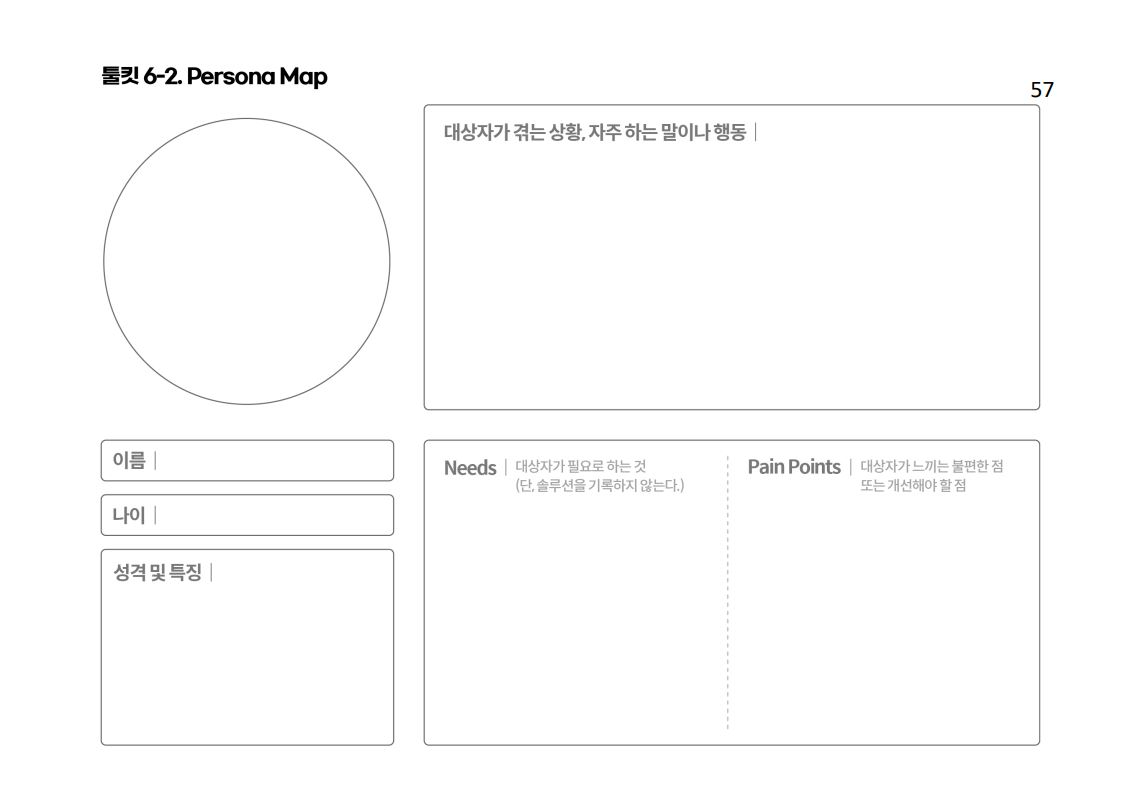 툴킷 6-2. Persona Map
57
대상자가 겪는 상황, 자주 하는 말이나 행동 |
이름 |
나이 |
성격 및 특징 |
Needs | 대상자가 필요로 하는 것
(단, 솔루션을 기록하지 않는다.)
Pain Points | 대상자가 느끼는 불편한 점
또는 개선해야 할 점